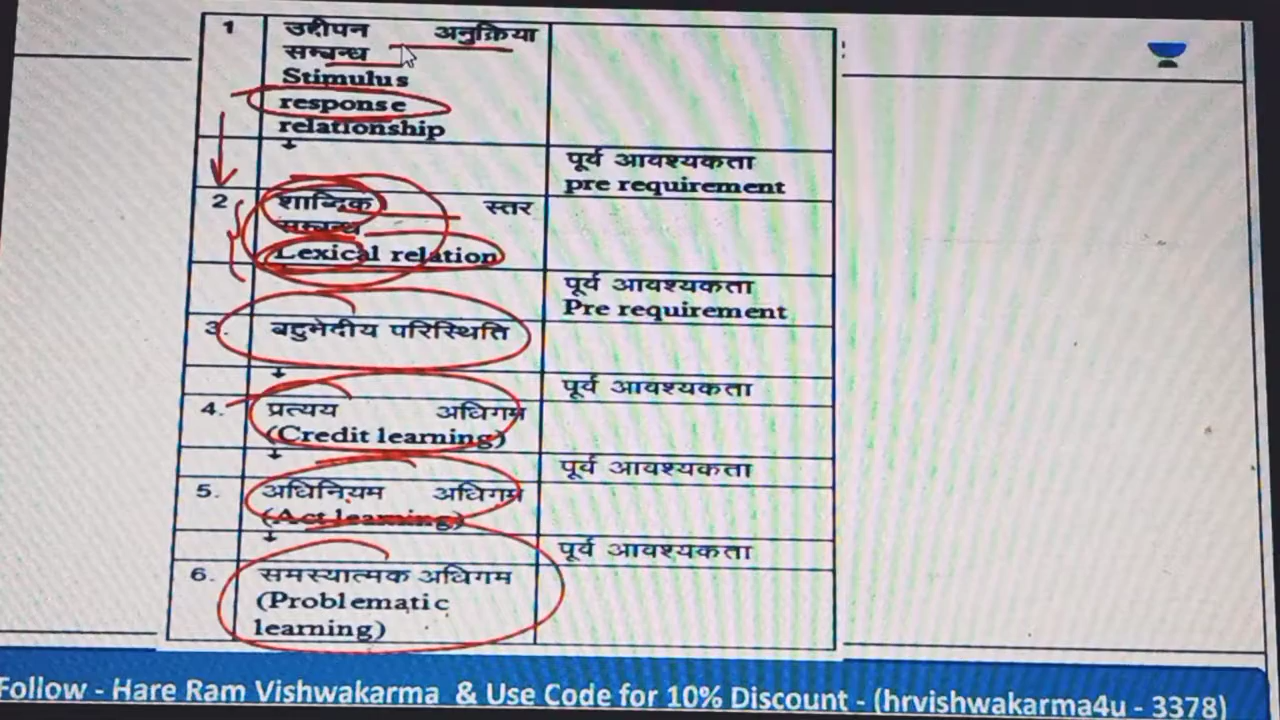 1
उद्दीपन अनुक्रिया
सम्बन्ध
Stimulus
response
relationship
पूर्व आवश्यकता
pre requirement
2
शाब्दिक स्तर
सम्बन्ध
Lexical relation
पूर्व आवश्यकता
Pre requirement
3.
बहुभेदीय परिस्थिति
पूर्व आवश्यकता
4.
प्रत्यय अधिगम
(Credit learning)
पूर्व आवश्यकता
5.
अधिनियम अधिगम
(Act learning)
पूर्व आवश्यकता
6.
समस्यात्मक अधिगम
(Problematic
learning)
Follow - Hare Ram Vishwakarma & Use Code for 10% Discount - (hrvishwakarma4u - 3378)